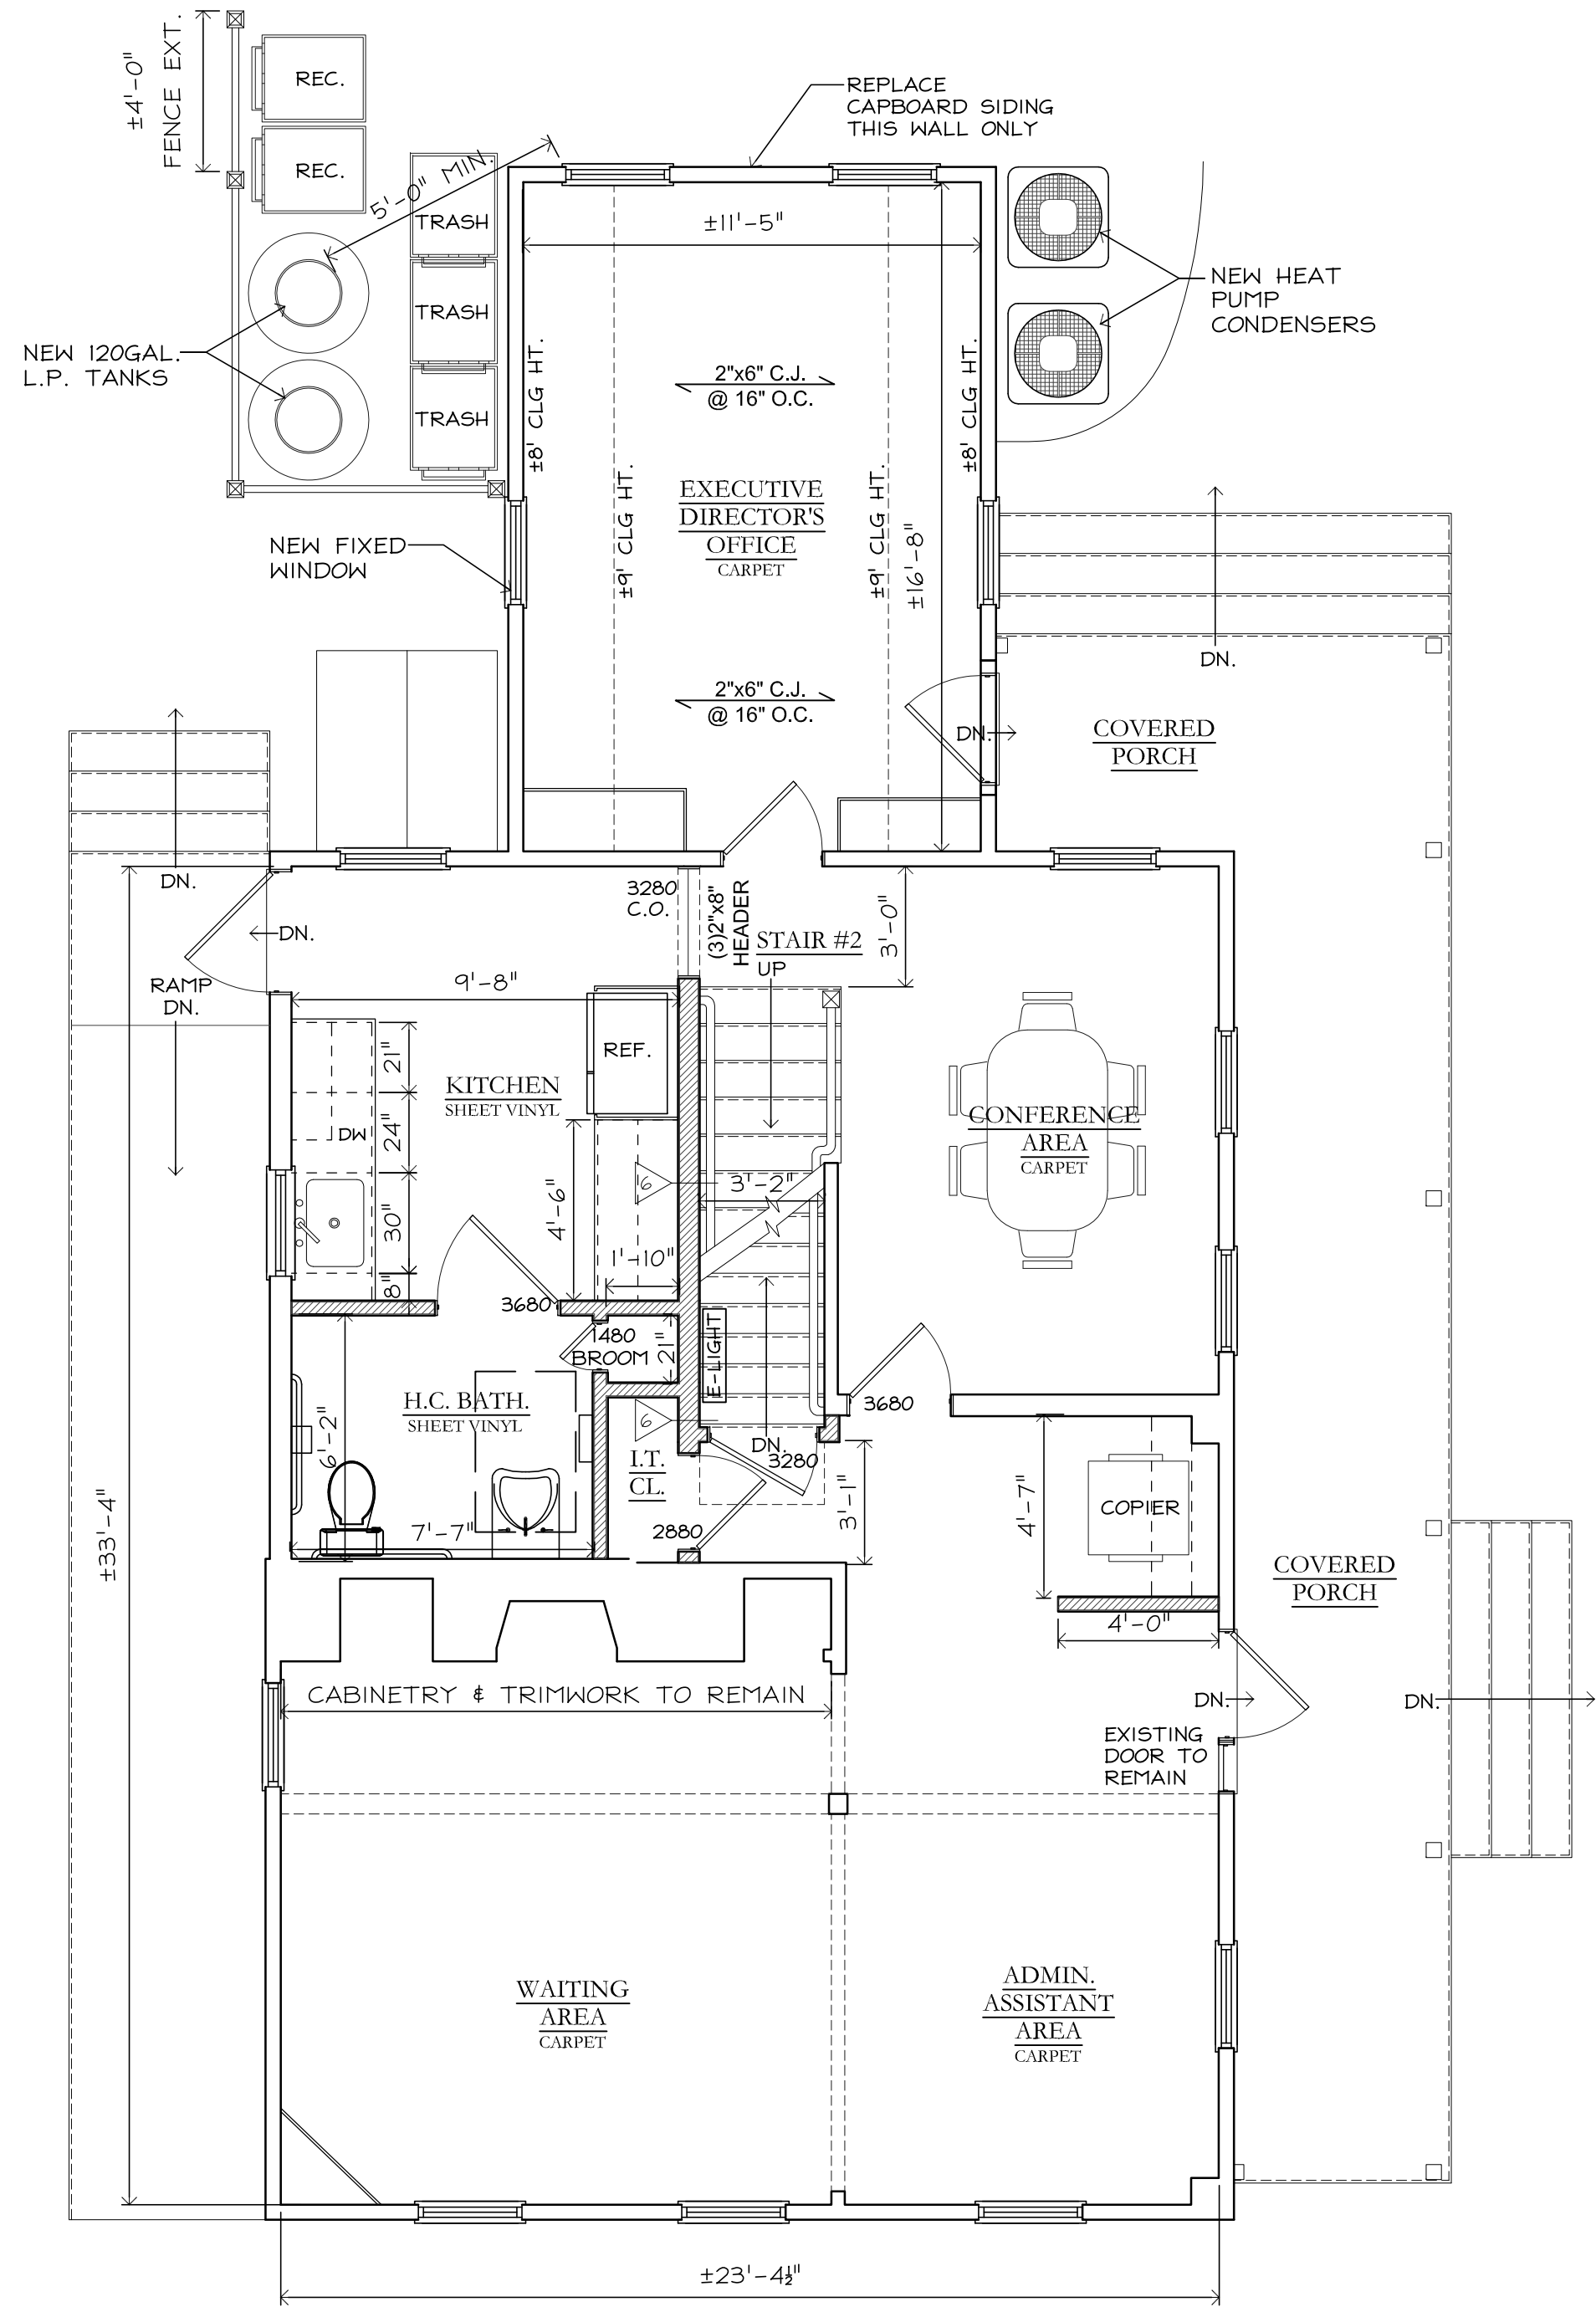 ±4'-0"
FENCE EXT.
REC.
REC.
5'-0" MIN.
TRASH
TRASH
TRASH
NEW 120GAL.
L.P. TANKS
REPLACE
CAPBOARD SIDING
THIS WALL ONLY
±11'-5"
NEW HEAT
PUMP
CONDENSERS
±8' CLG HT.
±9' CLG HT.
2"x6" C.J.
@ 16" O.C.
±9' CLG HT.
±8' CLG HT.
±16'-8"
EXECUTIVE
DIRECTOR'S
OFFICE
CARPET
NEW FIXED
WINDOW
2"x6" C.J.
@ 16" O.C.
DN.
DN.
COVERED
PORCH
DN.
DN.
RAMP
DN.
3280
C.O.
(3)2"x8"
HEADER
STAIR #2
UP
3'-0"
9'-8"
REF.
KITCHEN
SHEET VINYL
21"
24"
DW
30"
8"
4'-6"
6
3'-2"
1'-10"
CONFERENCE
AREA
CARPET
3680
1480
BROOM
21"
E-LIGHT
H.C. BATH.
SHEET VINYL
6'-2"
7'-7"
6
I.T.
CL.
DN.
3280
2880
3680
3'-1"
4'-7"
COPIER
4'-0"
COVERED
PORCH
±33'-4"
CABINETRY & TRIMWORK TO REMAIN
DN.
DN.
EXISTING
DOOR TO
REMAIN
WAITING
AREA
CARPET
ADMIN.
ASSISTANT
AREA
CARPET
±23'-4½"